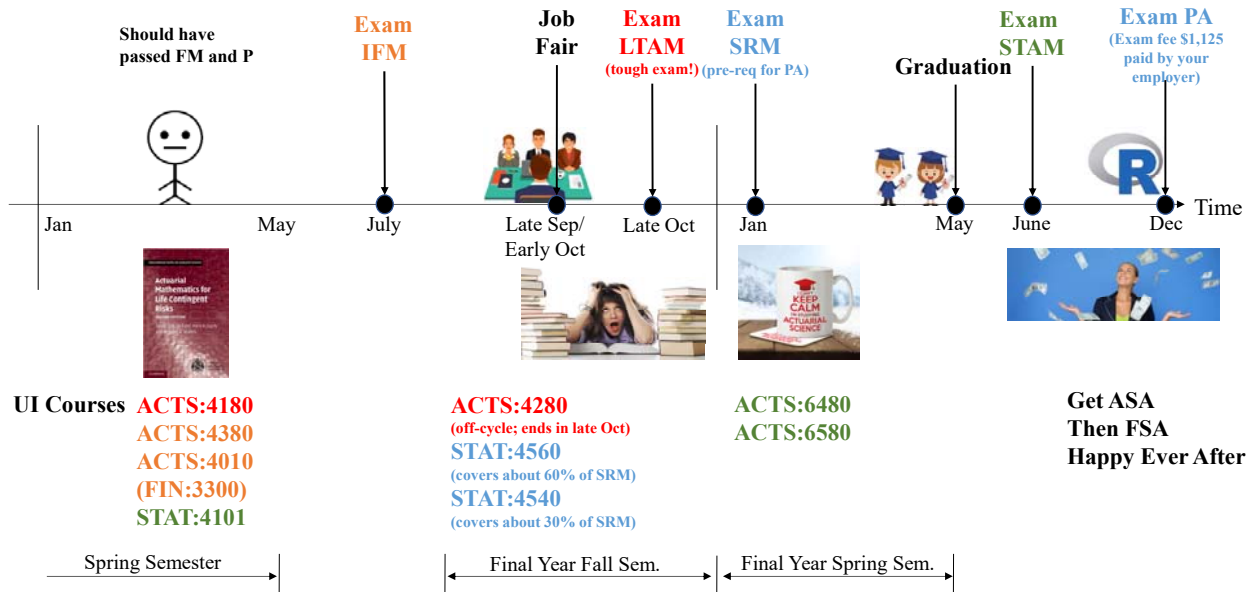 Should have
passed FM and P
Exam
IFM
Job
Fair
Exam
LTAM
(tough exam!)
Exam
SRM
(pre-req for PA)
Graduation
Exam
STAM
Exam PA
(Exam fee $1,125
paid by your
employer)
R
Jan
May
July
Late Sep/
Early Oct
Late Oct
Jan
May
June
Dec
Time
Actuarial
Mathematics for
Life Contingent
Risks
KEEP
CALM
ACTUARIAL
SCIENCE
UI Courses
ACTS:4180
ACTS:4380
ACTS:4010
(FIN:3300)
STAT:4101
ACTS:4280
(off-cycle; ends in late Oct)
STAT:4560
(covers about 60% of SRM)
STAT:4540
(covers about 30% of SRM)
ACTS:6480
ACTS:6580
Get ASA
Then FSA
Happy Ever After
Spring Semester
Final Year Fall Sem.
Final Year Spring Sem.